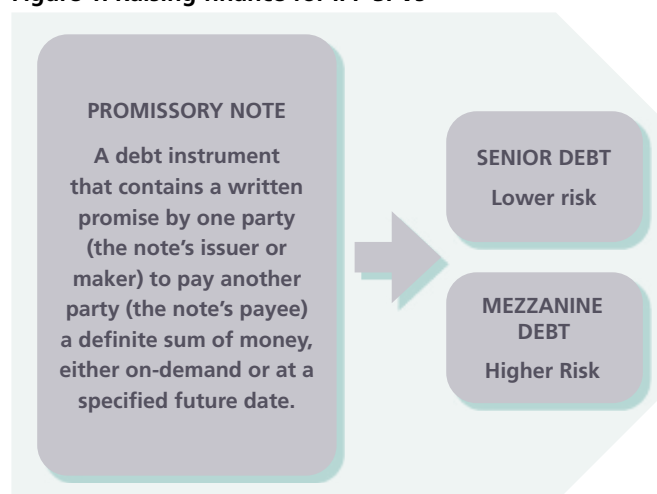 PROMISSORY NOTE
A debt instrument
that contains a written
promise by one party
(the note's issuer or
maker) to pay another
party (the note's payee)
a definite sum of money,
either on-demand or at a
specified future date.
SENIOR DEBT
Lower risk
MEZZANINE
DEBT
Higher Risk